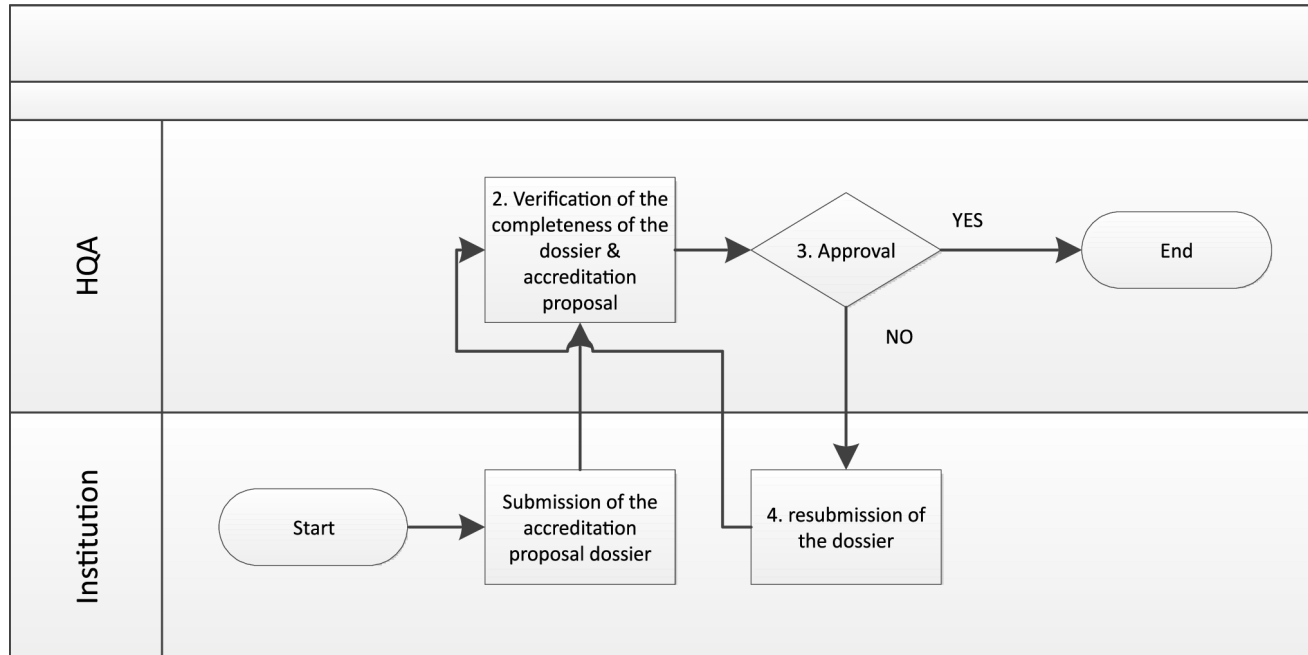 HQA
2. Verification of the
completeness of the
dossier &
accreditation
proposal
3. Approval
YES
End
NO
Institution
Start
Submission of the
accreditation
proposal dossier
4. resubmission of
the dossier